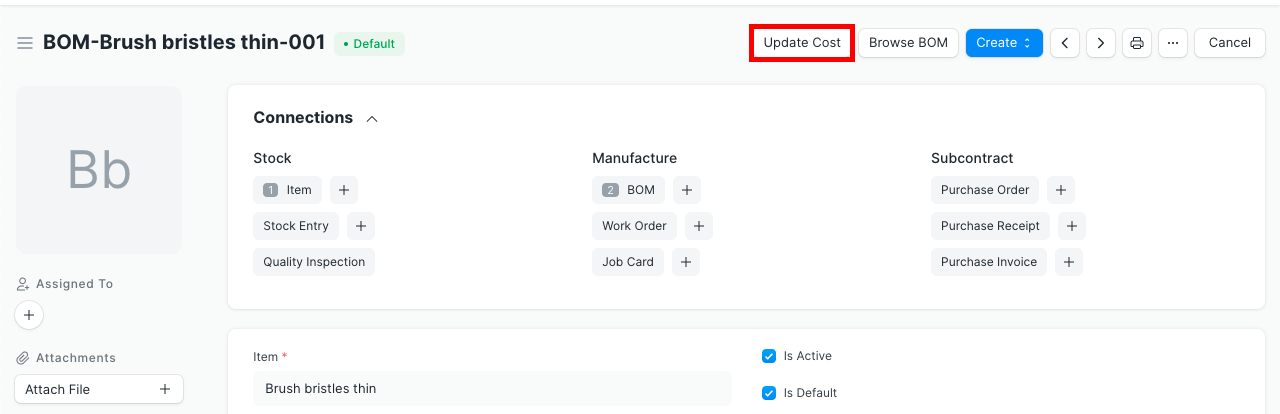 BOM-Brush bristles thin-001 • Default Update Cost Browse BOM Create Cancel
Bb
Connections
Stock Manufacture Subcontract
1 Item + 2 BOM + Purchase Order +
Stock Entry + Work Order + Purchase Receipt +
Quality Inspection Job Card + Purchase Invoice +
Assigned To
+
Attachments
Attach File +
Item * Is Active
Brush bristles thin Is Default